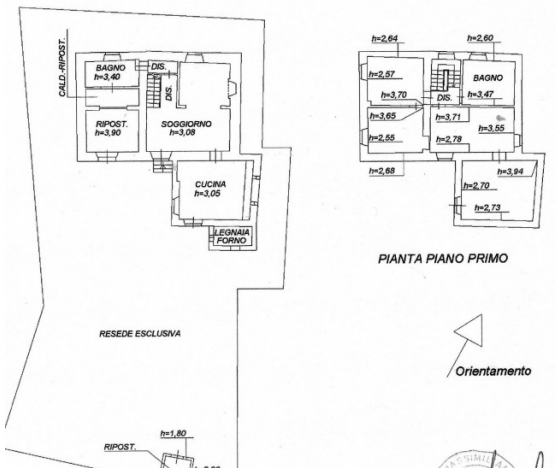 CALD.-RIPOST.
BAGNO
h=3,40
DIS.
DIS.
RIPOST.
h=3,90
SOGGIORNO
h=3,08
CUCINA
h=3,05
LEGNAIA
FORNO
RESEDE ESCLUSIVA
h=1,80
RIPOST.
h=2,64
h=2,60
h=2,57
BAGNO
DIS.
h=3,70
h=3,47
h=3,65
h=3,71
h=3,55
h=2,55
h=2,78
h=2,68
h=3,94
h=2,70
h=2,73
PIANTA PIANO PRIMO
Orientamento